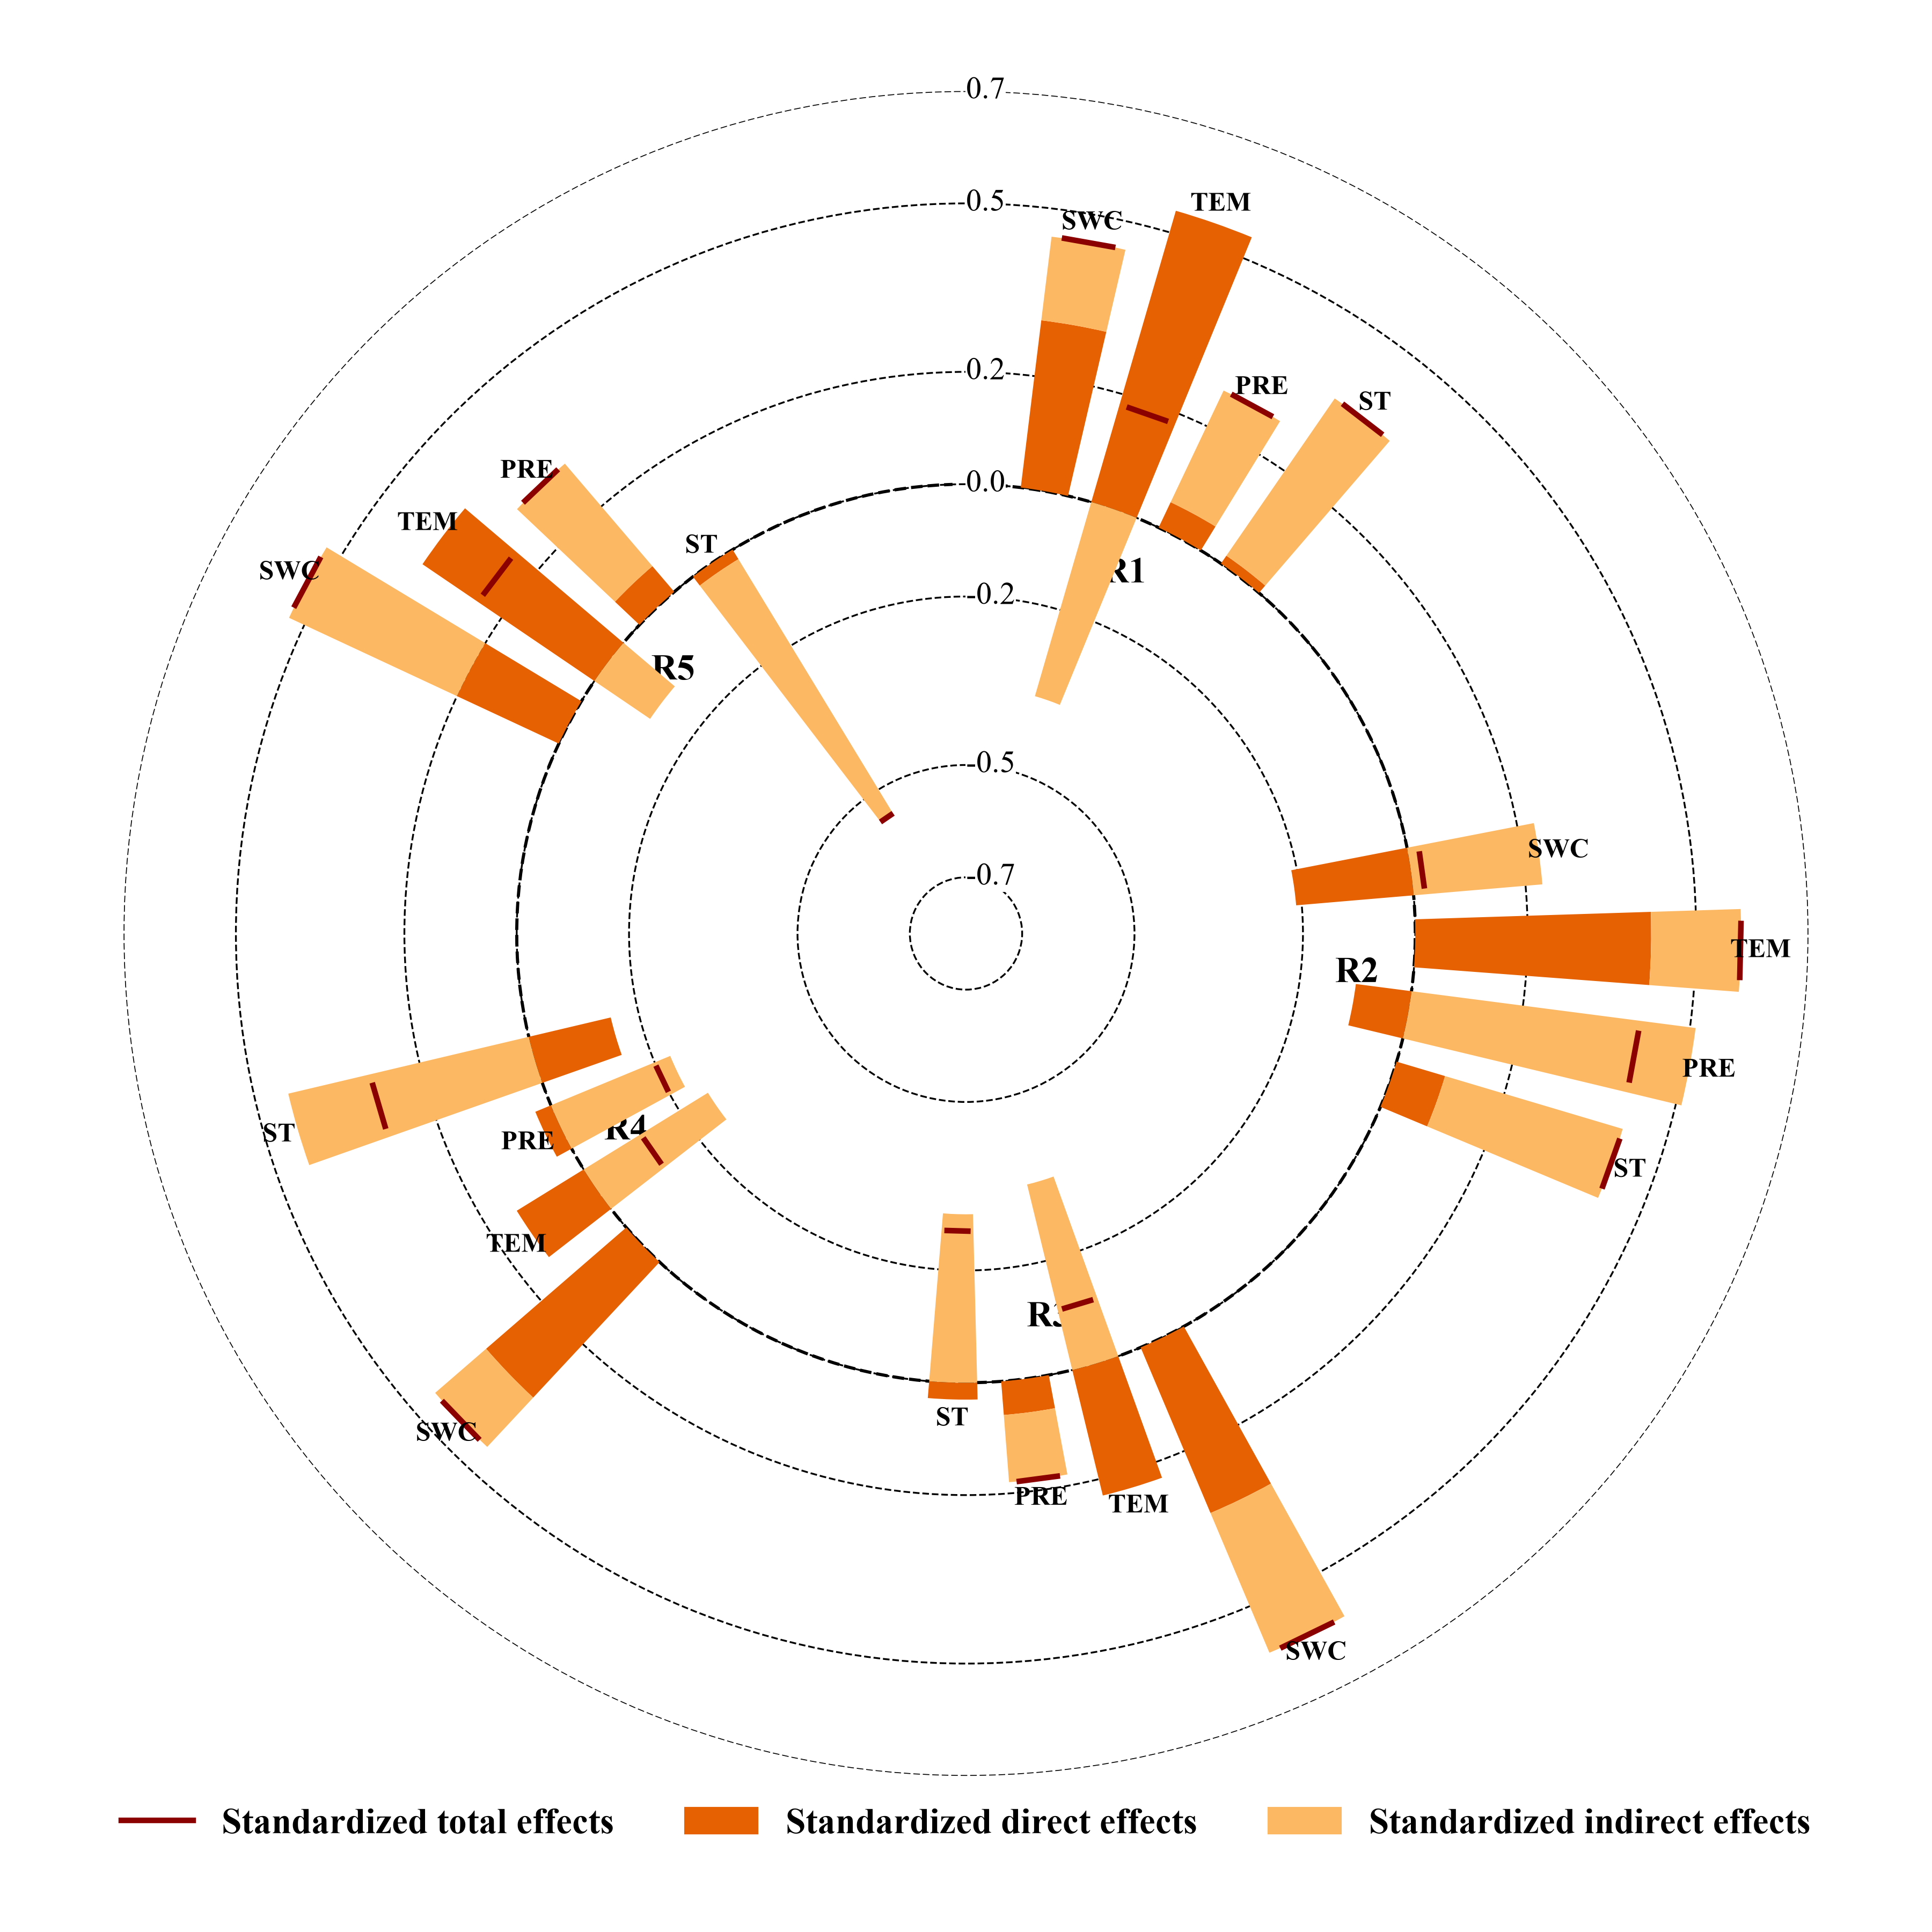 0.7
0.5
0.2
0.0
-0.2
-0.5
-0.7
SWC
TEM
PRE
ST
R1
SWC
TEM
PRE
ST
R2
SWC
TEM
PRE
ST
SWC
TEM
PRE
ST
R4
SWC
TEM
PRE
ST
R5
Standardized total effects
Standardized direct effects
Standardized indirect effects